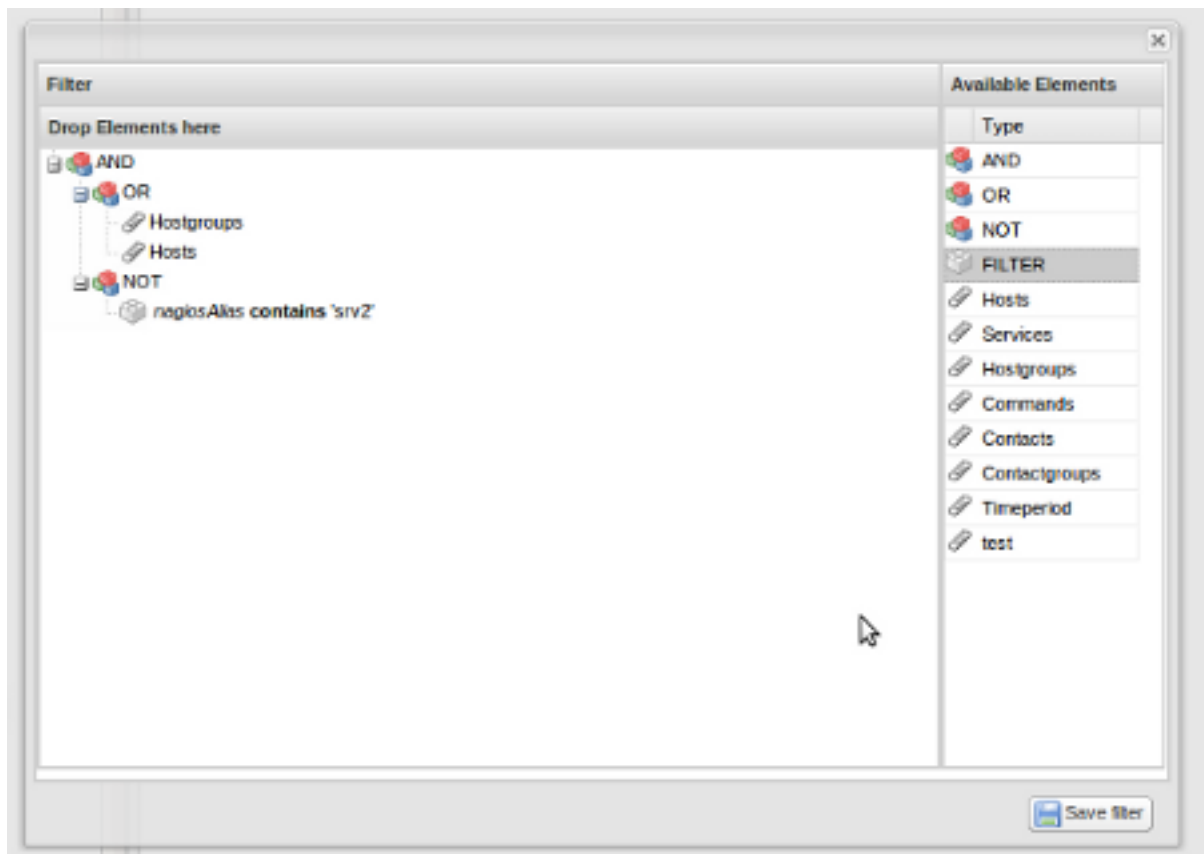 Filter
Drop Elements here
AND
OR
Hostgroups
Hosts
NOT
nagiosAlias contains 'srv2'
Available Elements
Type
AND
OR
NOT
FILTER
Hosts
Services
Hostgroups
Commands
Contacts
Contactgroups
Timeperiod
test
Save filter